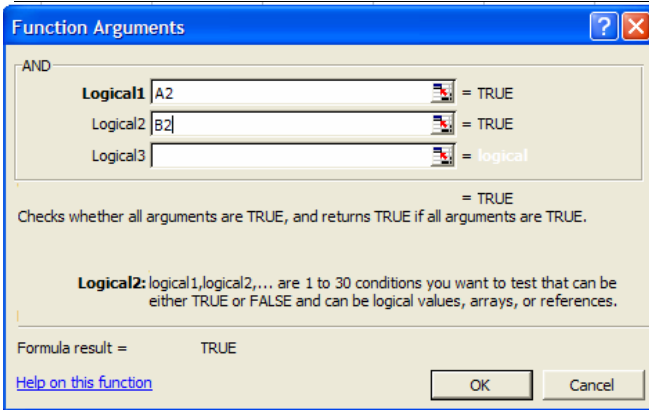 Function Arguments
AND
Logical1 A2 = TRUE
Logical2 B2 = TRUE
Logical3 = logical
= TRUE
Checks whether all arguments are TRUE, and returns TRUE if all arguments are TRUE.
Logical2: logical1,logical2,... are 1 to 30 conditions you want to test that can be
either TRUE or FALSE and can be logical values, arrays, or references.
Formula result = TRUE
Help on this function OK Cancel